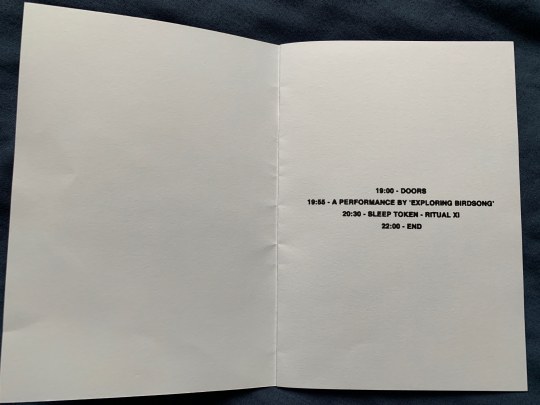 19:00 - DOORS
19:55 - A PERFORMANCE BY 'EXPLORING BIRDSONG'
20:30 - SLEEP TOKEN - RITUAL XI
22:00 - END